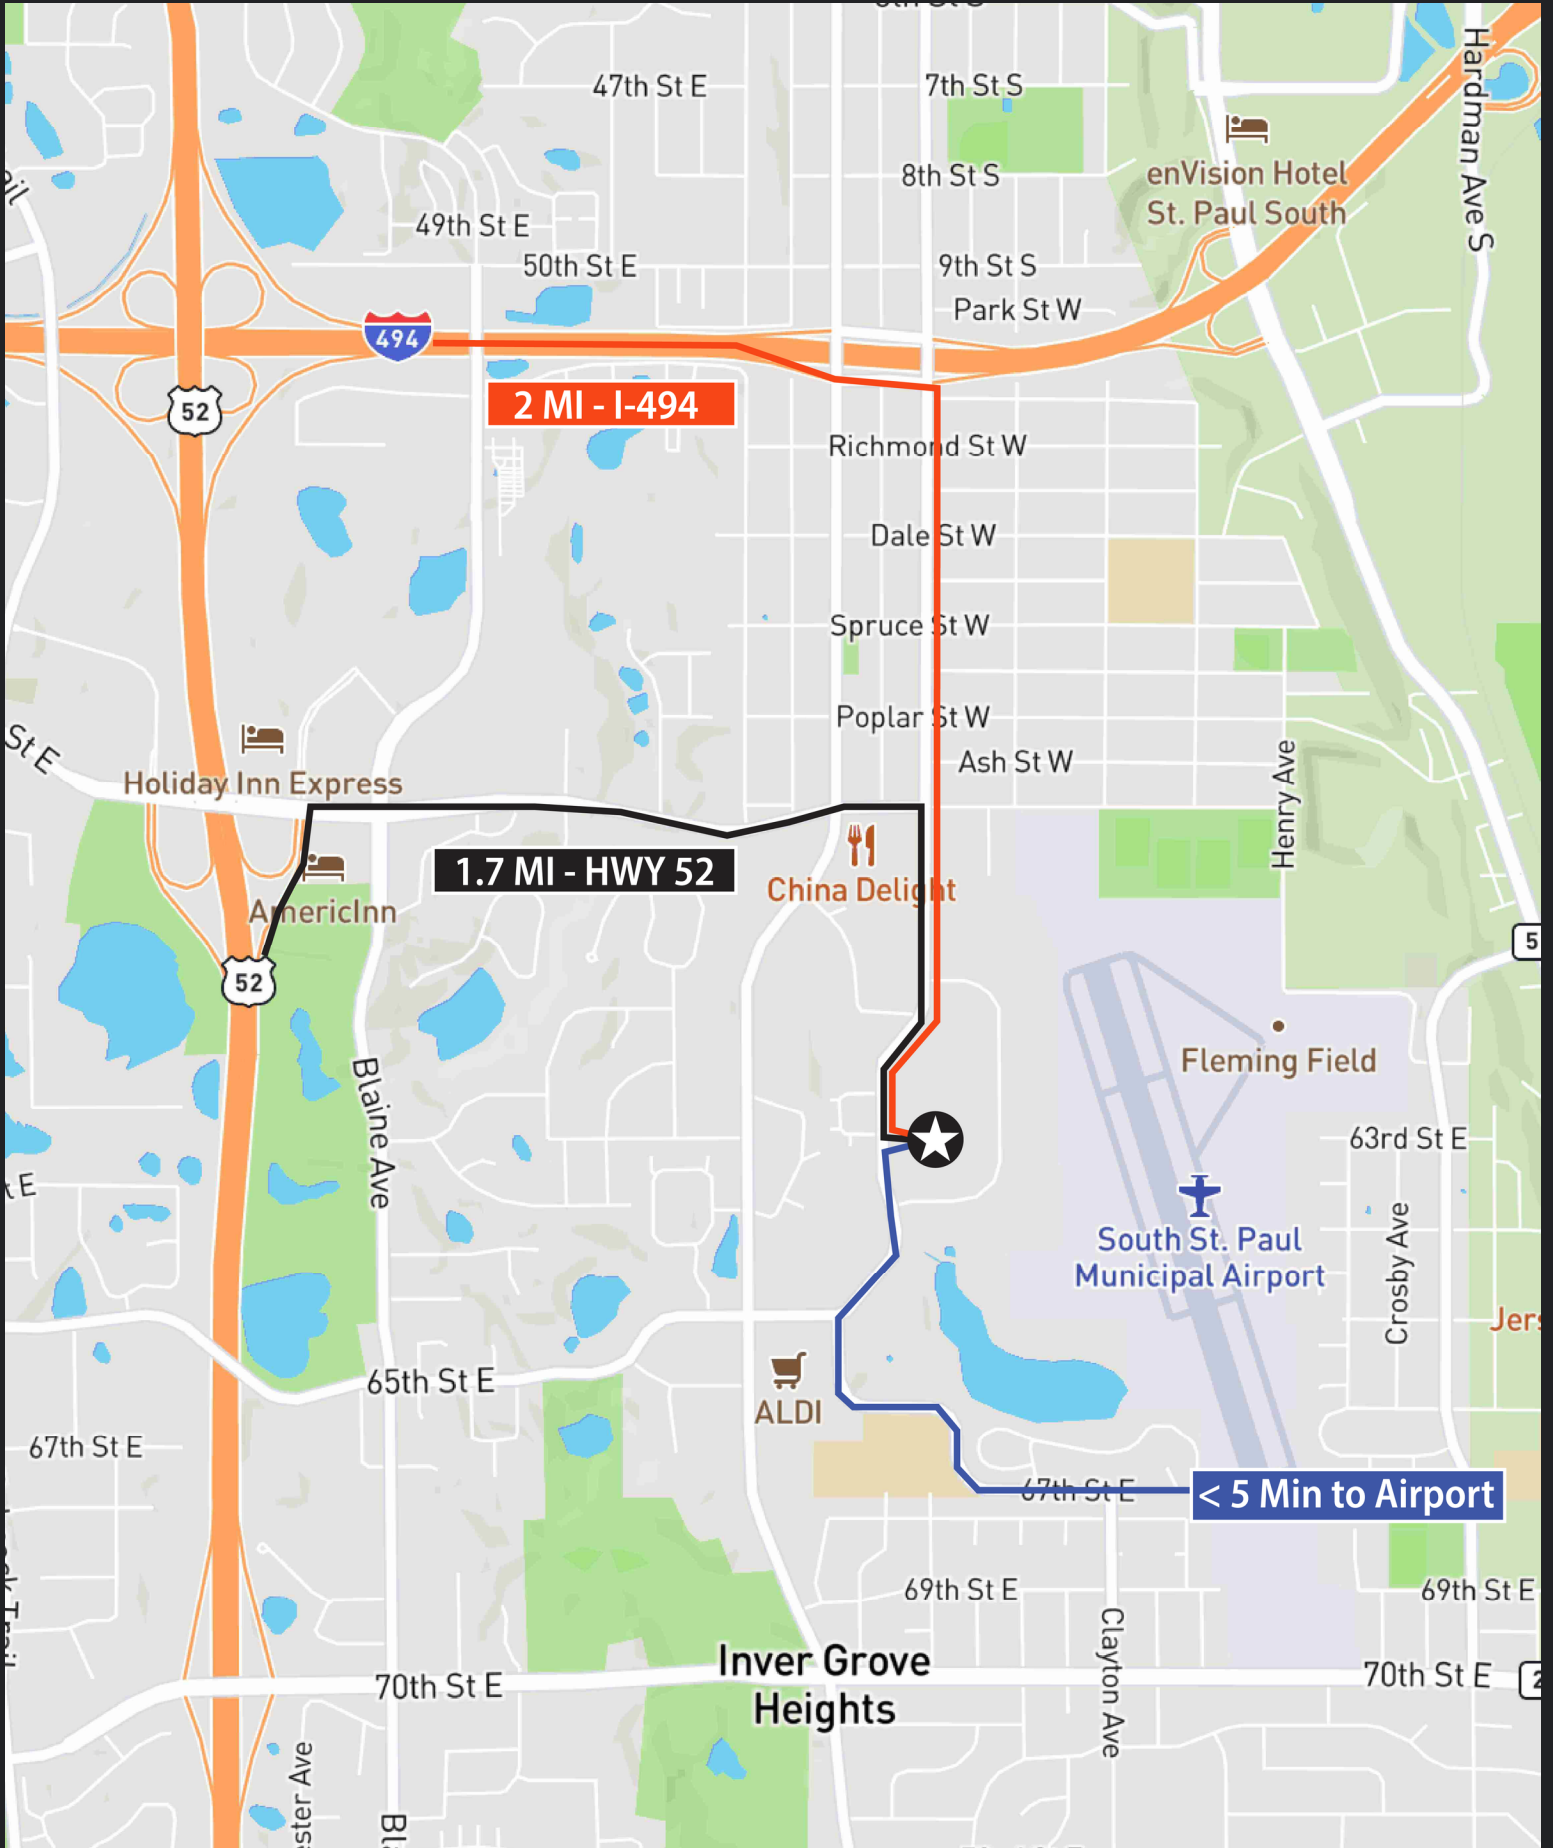 47th St E
7th St S
Hardman Ave S
enVision Hotel
St. Paul South
8th St S
49th St E
50th St E
9th St S
Park St W
494
52
2 MI - I-494
Richmond St W
Dale St W
Spruce St W
Poplar St W
Ash St W
St E
Holiday Inn Express
Henry Ave
1.7 MI - HWY 52
China Delight
AmericInn
52
5
Fleming Field
Blaine Ave
63rd St E
South St. Paul
Municipal Airport
Crosby Ave
65th St E
ALDI
67th St E
67th St E
< 5 Min to Airport
69th St E
69th St E
Clayton Ave
Inver Grove
Heights
70th St E
70th St E
2